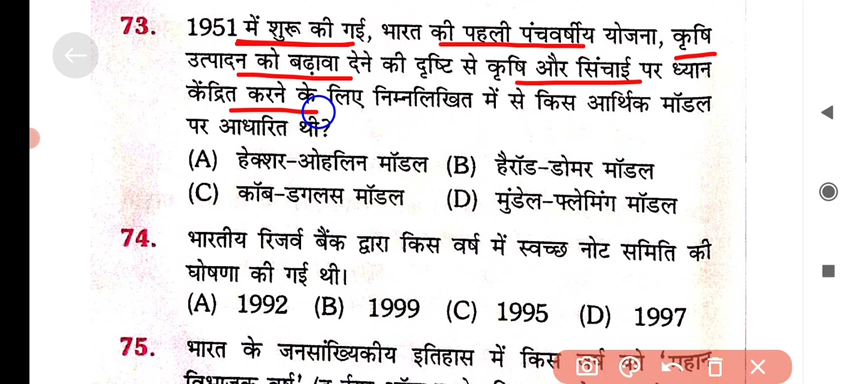 73. 1951 में शुरू की गई, भारत की पहली पंचवर्षीय योजना, कृषि
उत्पादन को बढ़ावा देने की दृष्टि से कृषि और सिंचाई पर ध्यान
केंद्रित करने के लिए निम्नलिखित में से किस आर्थिक मॉडल
पर आधारित थी?
(A) हेक्शर-ओहलिन मॉडल (B) हैरॉड-डोमर मॉडल
(C) कॉब-डगलस मॉडल (D) मुंडेल-फ्लेमिंग मॉडल
74. भारतीय रिजर्व बैंक द्वारा किस वर्ष में स्वच्छ नोट समिति की
घोषणा की गई थी।
(A) 1992 (B) 1999 (C) 1995 (D) 1997
75. भारत के जनसांख्यिकीय इतिहास में किस को 'महान